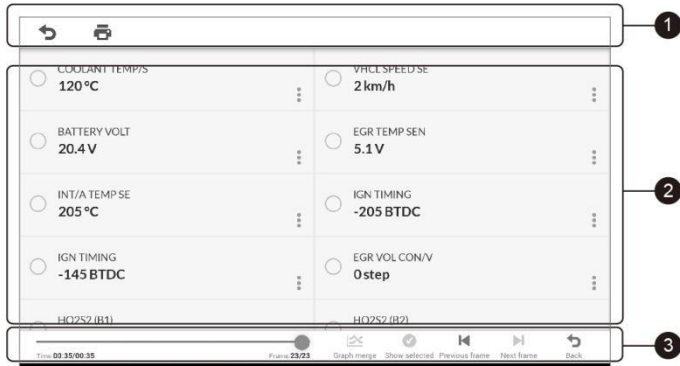 1
COOLANT TEMP/S
120 °C
VHCL SPEED SE
2 km/h
BATTERY VOLT
20.4 V
EGR TEMP SEN
5.1 V
2
INT/A TEMP SE
205 °C
IGN TIMING
-205 BTDC
IGN TIMING
-145 BTDC
EGR VOL CON/V
0 step
HO2S2 (B1)
HO2S2 (B2)
3
Time: 03:35/00:35
Frame: 23/23
Graph merge
Show selected
Previous frame
Next frame
Back